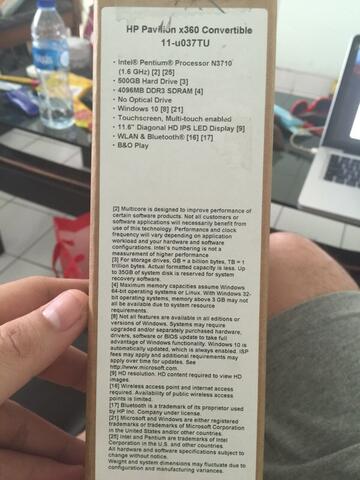 HP Pavilion x360 Convertible
11-u037TU
• Intel® Pentium® Processor N3710
(1.6 GHz) [2] [25]
• 500GB Hard Drive [3]
• 4096MB DDR3 SDRAM [4]
• No Optical Drive
• Windows 10 [8] [21]
• Touchscreen, Multi-touch enabled
• 11.6" Diagonal HD IPS LED Display [9]
• WLAN & Bluetooth® [16] [17]
• B&O Play
[2] Multicore is designed to improve performance of
certain software products. Not all customers or
software applications will necessarily benefit from
use of this technology. Performance and clock
frequency will vary depending on application
workload and your hardware and software
configurations. Intel's numbering is not a
measurement of higher performance
[3] For storage drives, GB = a billion bytes, TB = 1
trillion bytes. Actual formatted capacity is less. Up
to 35GB of system disk is reserved for system
recovery software.
[4] Maximum memory capacities assume Windows
64-bit operating systems or Linux. With Windows 32-
bit operating systems, memory above 3 GB may not
all be available due to system resource
requirements.
[8] Not all features are available in all editions or
versions of Windows. Systems may require
upgraded and/or separately purchased hardware,
drivers, software or BIOS update to take full
advantage of Windows functionality. Windows 10 is
automatically updated, which is always enabled. ISP
fees may apply and additional requirements may
apply over time for updates. See
http://www.microsoft.com.
[9] HD resolution. HD content required to view HD
images.
[16] Wireless access point and internet access
required. Availability of public wireless access
points is limited.
[17] Bluetooth is a trademark of its proprietor used
by HP Inc. Company under license.
[21] Microsoft and Windows are either registered
trademarks or trademarks of Microsoft Corporation
in the United States and/or other countries.
[25] Intel and Pentium are trademarks of Intel
Corporation in the U.S. and other countries.
All hardware and software specifications subject to
change without notice.
Weight and system dimensions may fluctuate due to
configuration and manufacturing variances.